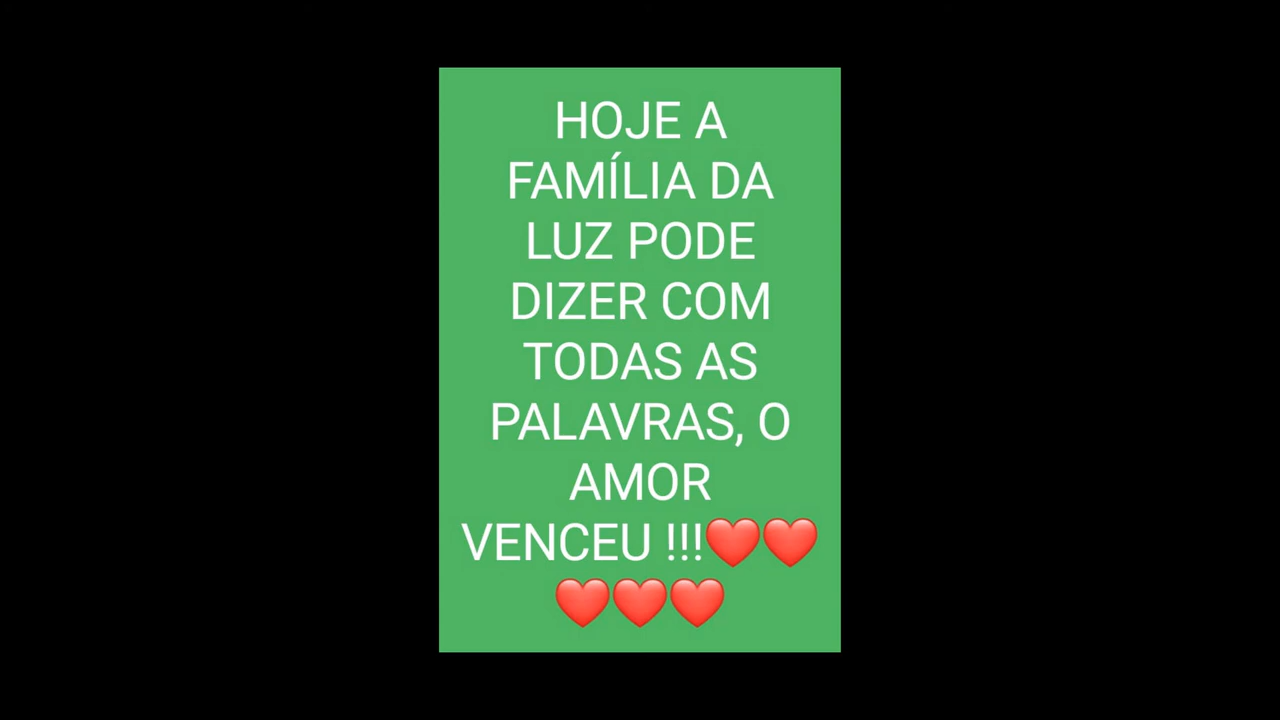 HOJE A
FAMÍLIA DA
LUZ PODE
DIZER COM
TODAS AS
PALAVRAS, O
AMOR
VENCEU !!!❤️❤️
❤️❤️❤️